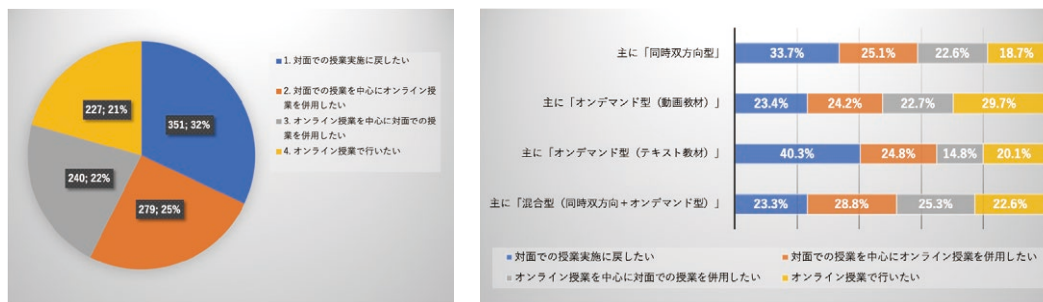 351; 32%
279; 25%
240; 22%
227; 21%
1. 対面での授業実施に戻したい
2. 対面での授業を中心にオンライン授
業を併用したい
3. オンライン授業を中心に対面での授
業を併用したい
4. オンライン授業で行いたい
主に「同時双方向型」
33.7% 25.1% 22.6% 18.7%
主に「オンデマンド型（動画教材）」
23.4% 24.2% 22.7% 29.7%
主に「オンデマンド型（テキスト教材）」
40.3% 24.8% 14.8% 20.1%
主に「混合型（同時双方向＋オンデマンド型）」
23.3% 28.8% 25.3% 22.6%
対面での授業実施に戻したい
対面での授業を中心にオンライン授業を併用したい
オンライン授業を中心に対面での授業を併用したい
オンライン授業で行いたい